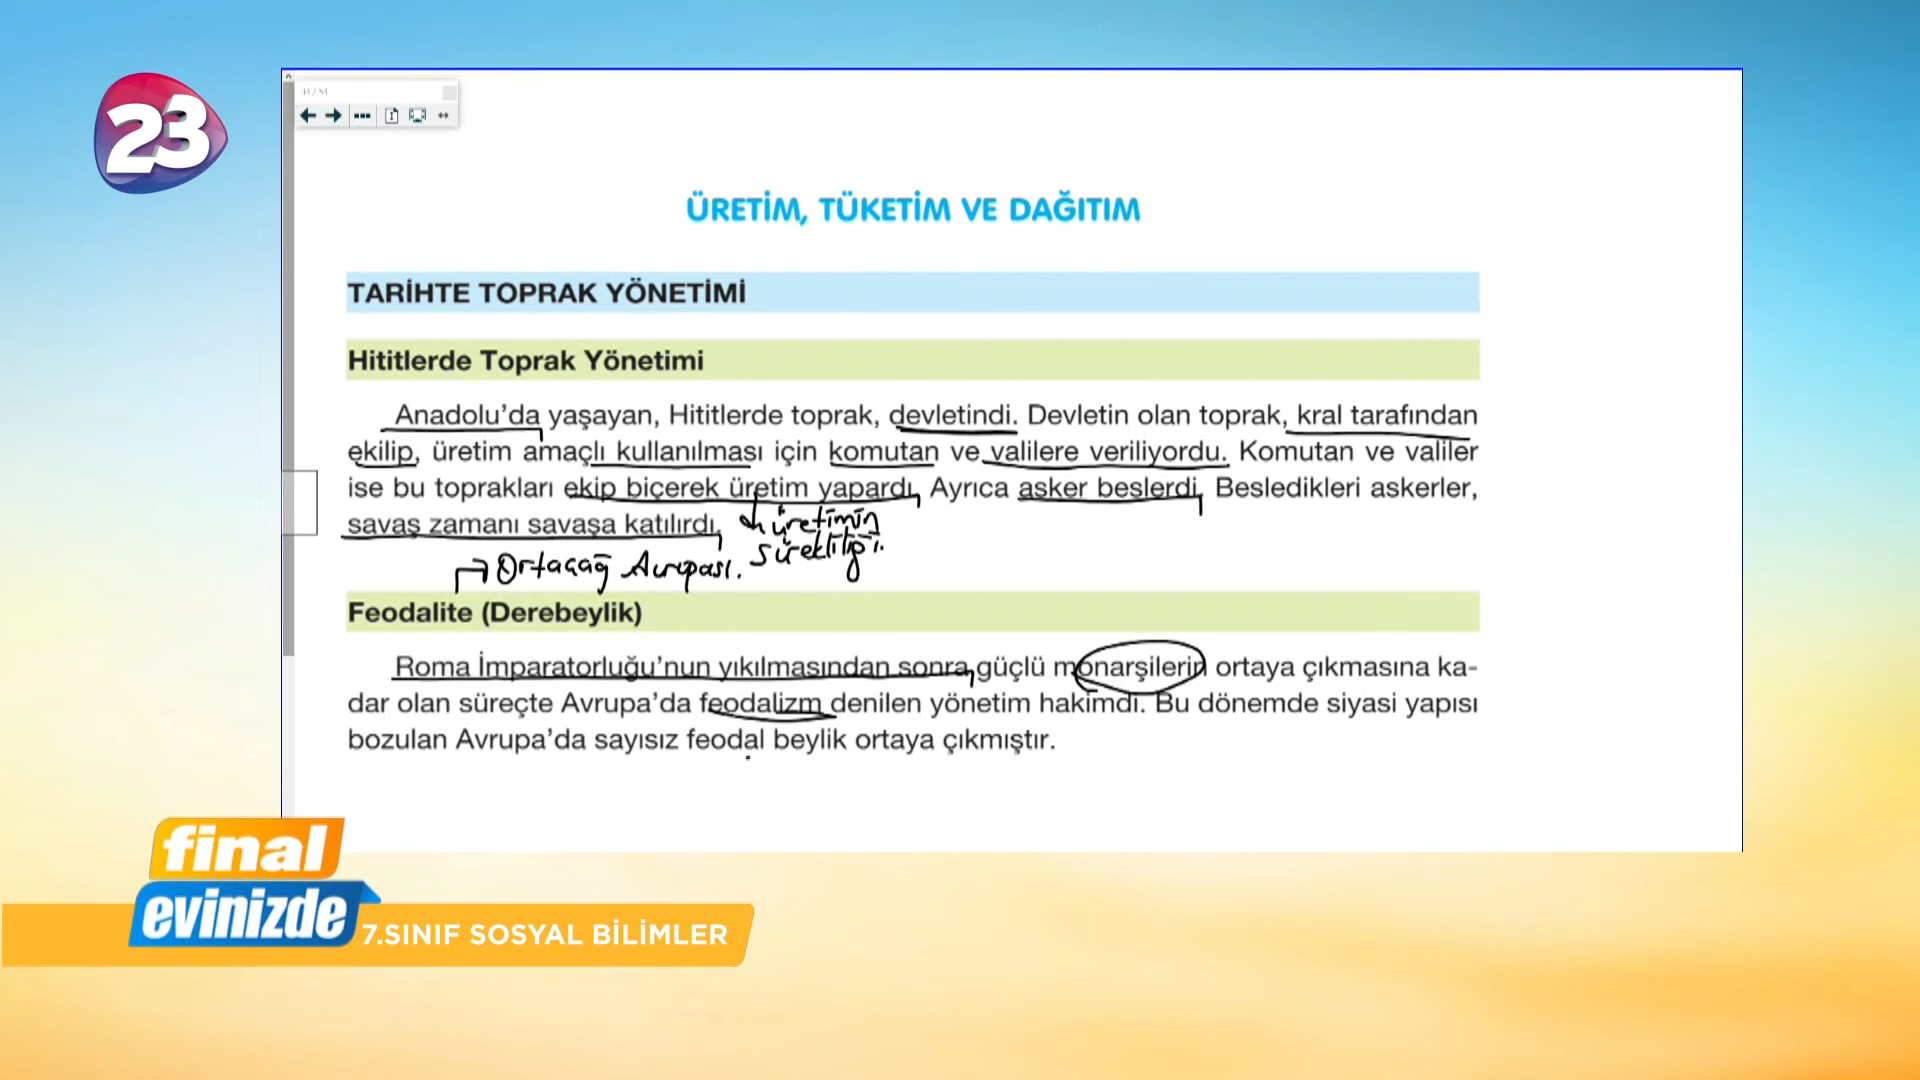 23
ÜRETİM, TÜKETİM VE DAĞITIM
TARİHTE TOPRAK YÖNETİMİ
Hititlerde Toprak Yönetimi
Anadolu'da yaşayan, Hititlerde toprak, devletindi. Devletin olan toprak, kral tarafından
ekilip, üretim amaçlı kullanılması için komutan ve valilere veriliyordu. Komutan ve valiler
ise bu toprakları ekip biçerek üretim yapardı. Ayrıca asker beslerdi. Besledikleri askerler,
savaş zamanı savaşa katılırdı.
üretimin
sürekliliği.
Ortaçağ Avrupası.
Feodalite (Derebeylik)
Roma İmparatorluğu'nun yıkılmasından sonra güçlü monarşilerin ortaya çıkmasına ka-
dar olan süreçte Avrupa'da feodalizm denilen yönetim hakimdi. Bu dönemde siyasi yapısı
bozulan Avrupa'da sayısız feodal beylik ortaya çıkmıştır.
final
evinizde
7.SINIF SOSYAL BİLİMLER